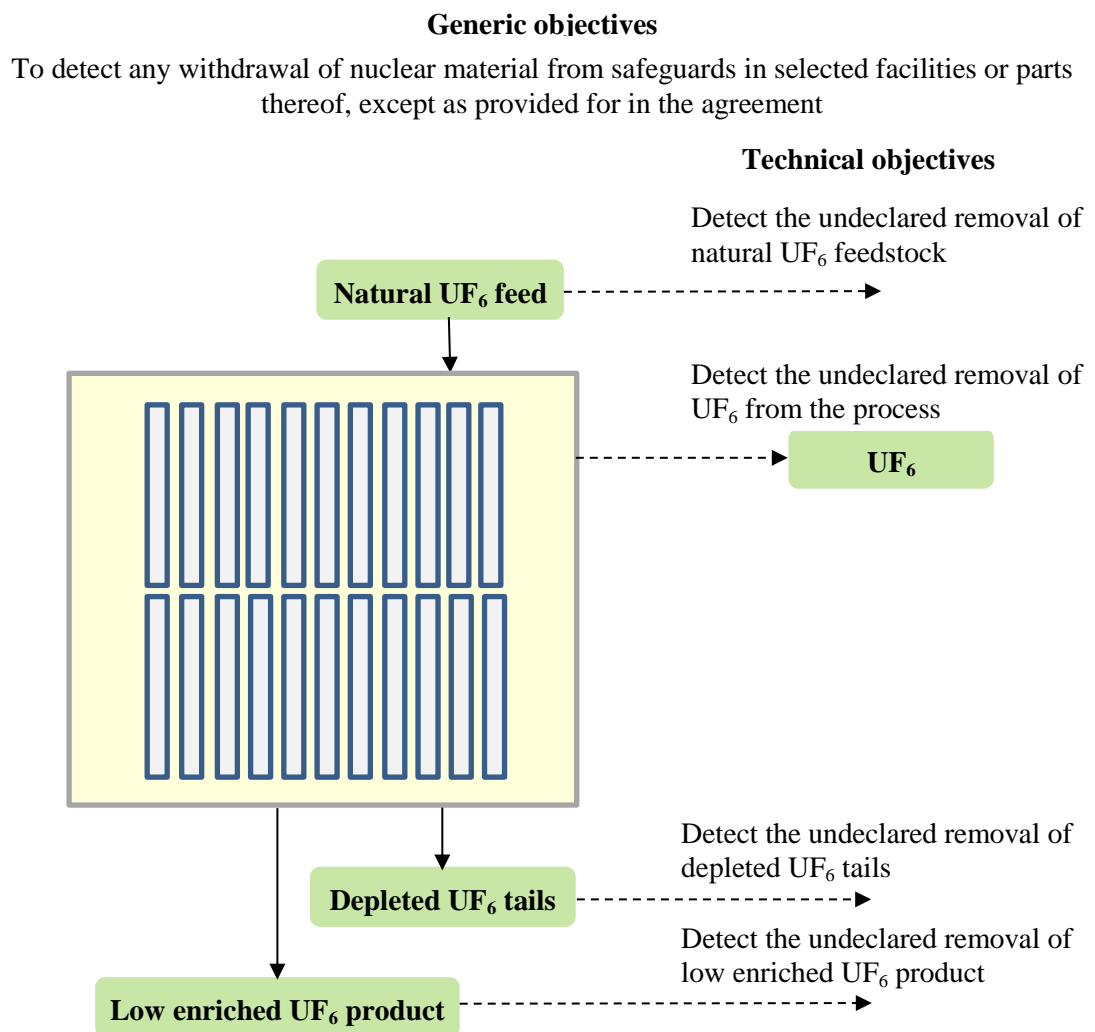 Generic objectives
To detect any withdrawal of nuclear material from safeguards in selected facilities or parts
thereof, except as provided for in the agreement
Technical objectives
Detect the undeclared removal of
natural UF₆ feedstock
Natural UF₆ feed
Detect the undeclared removal of
UF₆ from the process
UF₆
Detect the undeclared removal of
depleted UF₆ tails
Depleted UF₆ tails
Detect the undeclared removal of
low enriched UF₆ product
Low enriched UF₆ product